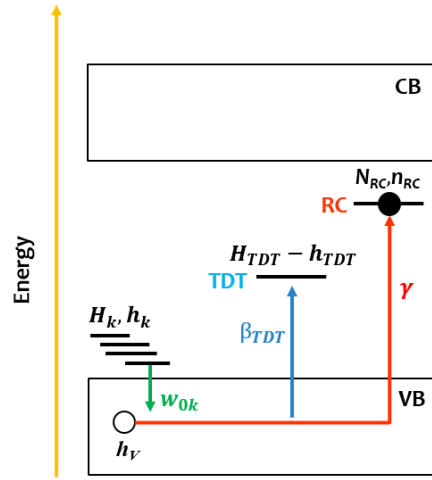 CB
N_RC, n_RC
RC
H_TDT − h_TDT
TDT
γ
H_k, h_k
β_TDT
Energy
w_0k
VB
h_V